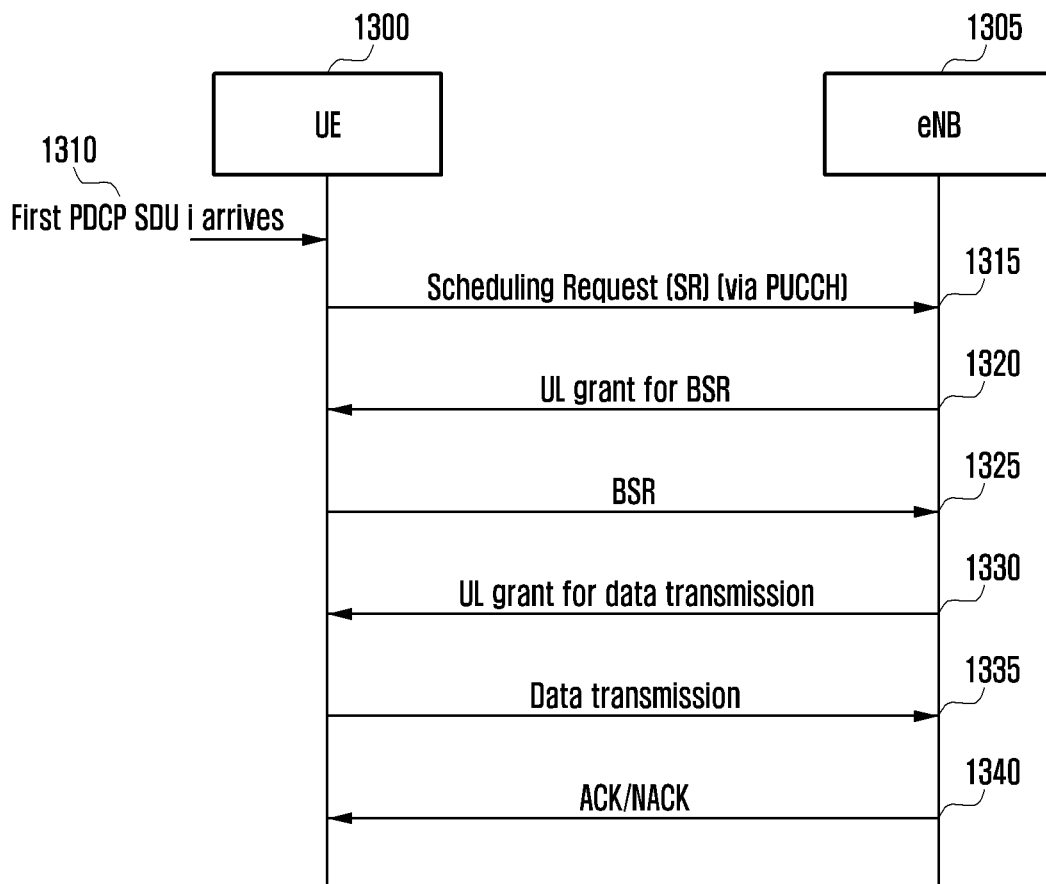 1300
1305
UE
eNB
1310
First PDCP SDU i arrives
1315
Scheduling Request (SR) (via PUCCH)
1320
UL grant for BSR
1325
BSR
1330
UL grant for data transmission
1335
Data transmission
1340
ACK/NACK